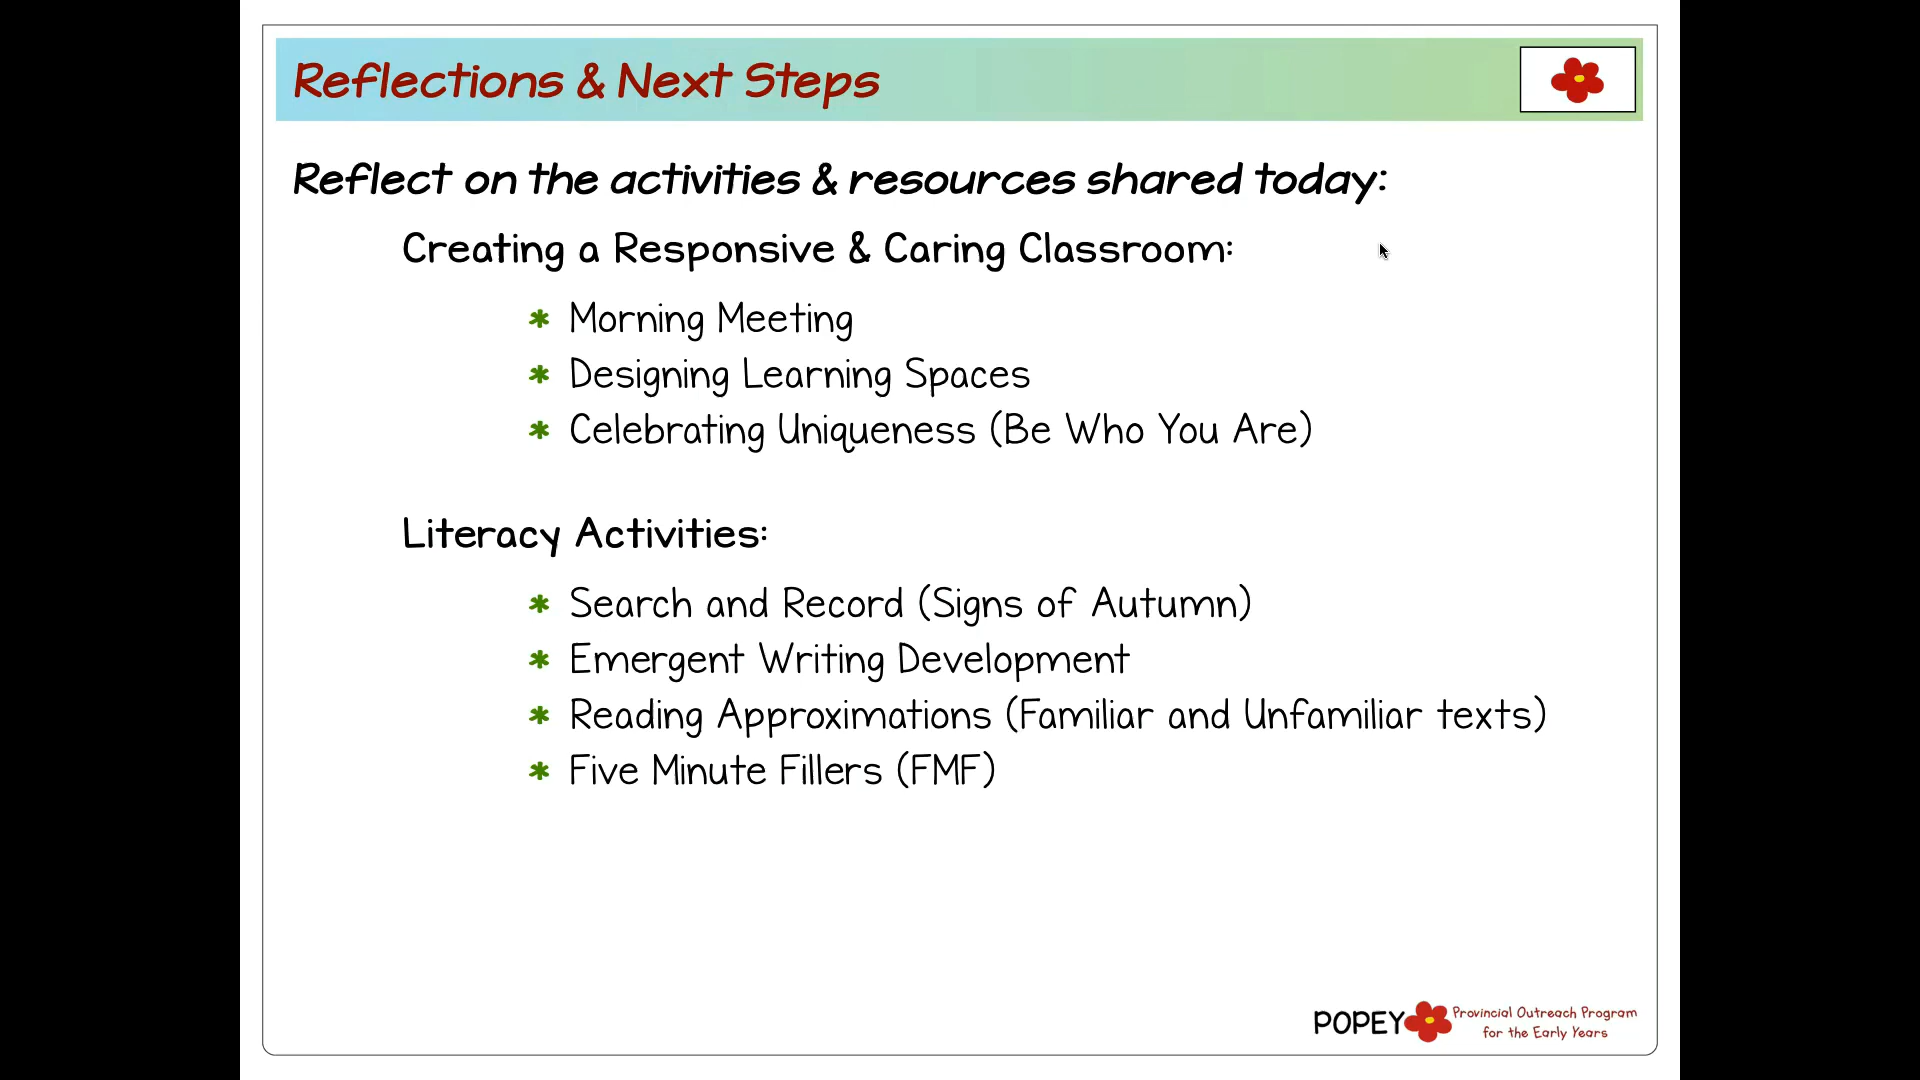 Reflections & Next Steps
Reflect on the activities & resources shared today:
Creating a Responsive & Caring Classroom:
* Morning Meeting
* Designing Learning Spaces
* Celebrating Uniqueness (Be Who You Are)
Literacy Activities:
* Search and Record (Signs of Autumn)
* Emergent Writing Development
* Reading Approximations (Familiar and Unfamiliar texts)
* Five Minute Fillers (FMF)
POPEY
Provincial Outreach Program
for the Early Years